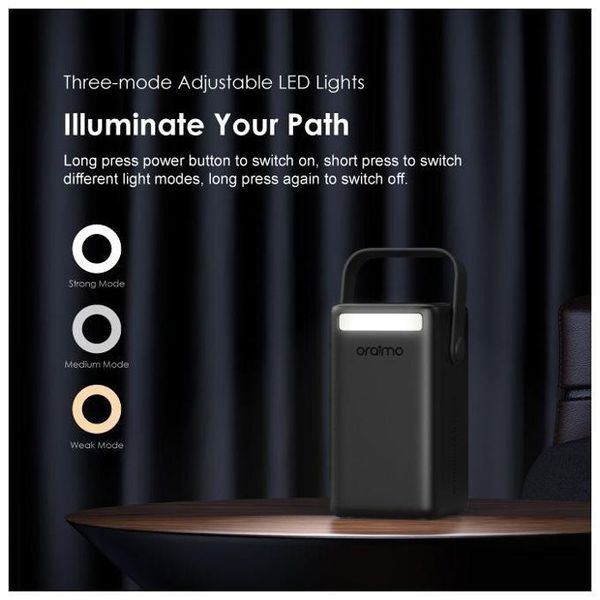 Three-mode Adjustable LED Lights
Illuminate Your Path
Long press power button to switch on, short press to switch
different light modes, long press again to switch off.
Strong Mode
Medium Mode
Weak Mode
oraimo